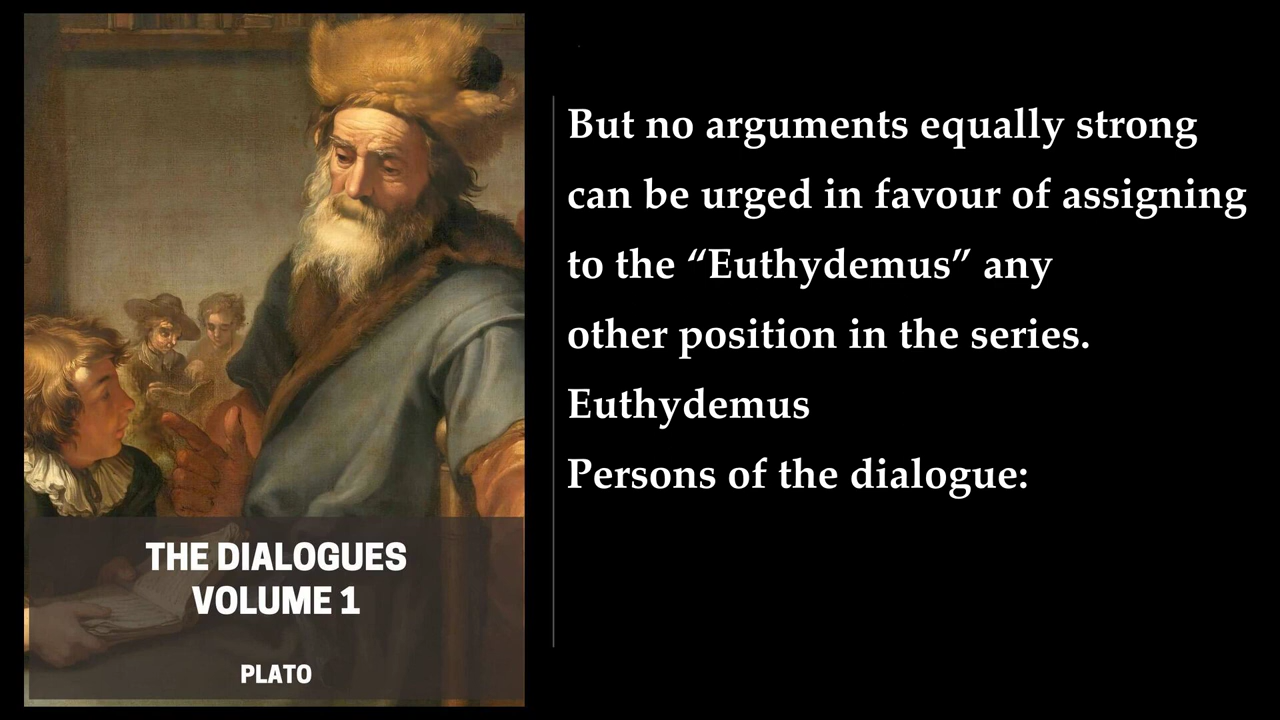 THE DIALOGUES
VOLUME 1
PLATO
But no arguments equally strong
can be urged in favour of assigning
to the “Euthydemus” any
other position in the series.
Euthydemus
Persons of the dialogue: